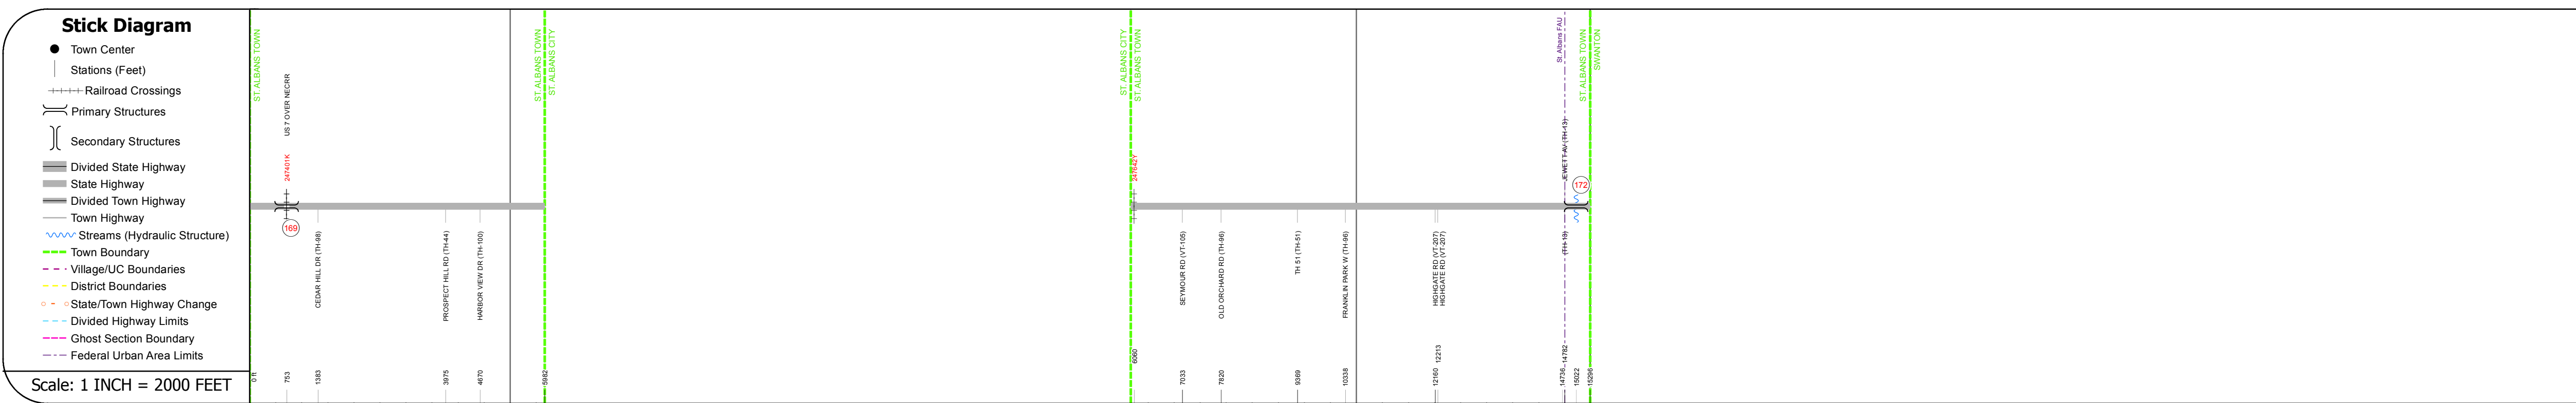 Stick Diagram
Town Center
Stations (Feet)
Railroad Crossings
Primary Structures
Secondary Structures
Divided State Highway
State Highway
Divided Town Highway
Town Highway
Streams (Hydraulic Structure)
Town Boundary
Village/UC Boundaries
District Boundaries
State/Town Highway Change
Divided Highway Limits
Ghost Section Boundary
Federal Urban Area Limits
Scale: 1 INCH = 2000 FEET
ST. ALBANS TOWN
US 7 OVER NECRR
247401K
169
CEDAR HILL DR (TH-98)
PROSPECT HILL RD (TH-44)
HARBOR VIEW DR (TH-100)
ST. ALBANS TOWN
ST. ALBANS CITY
0 ft
753
1383
3975
4670
5982
ST. ALBANS CITY
ST. ALBANS TOWN
247642Y
SEYMOUR RD (VT-105)
OLD ORCHARD RD (TH-96)
TH 51 (TH-51)
FRANKLIN PARK W (TH-96)
HIGHGATE RD (VT-207)
HIGHGATE RD (VT-207)
St. Albans FAU
JEWETT AV (TH-13)
(TH-13)
172
ST. ALBANS TOWN
SWANTON
6060
7033
7820
9369
10338
12160
12213
14736
14782
15022
15296